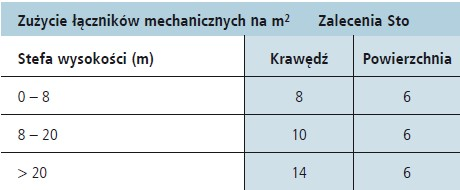 Zużycie łączników mechanicznych na m² Zalecenia Sto
Stefa wysokości (m) Krawędź Powierzchnia
0 – 8 8 6
8 – 20 10 6
> 20 14 6